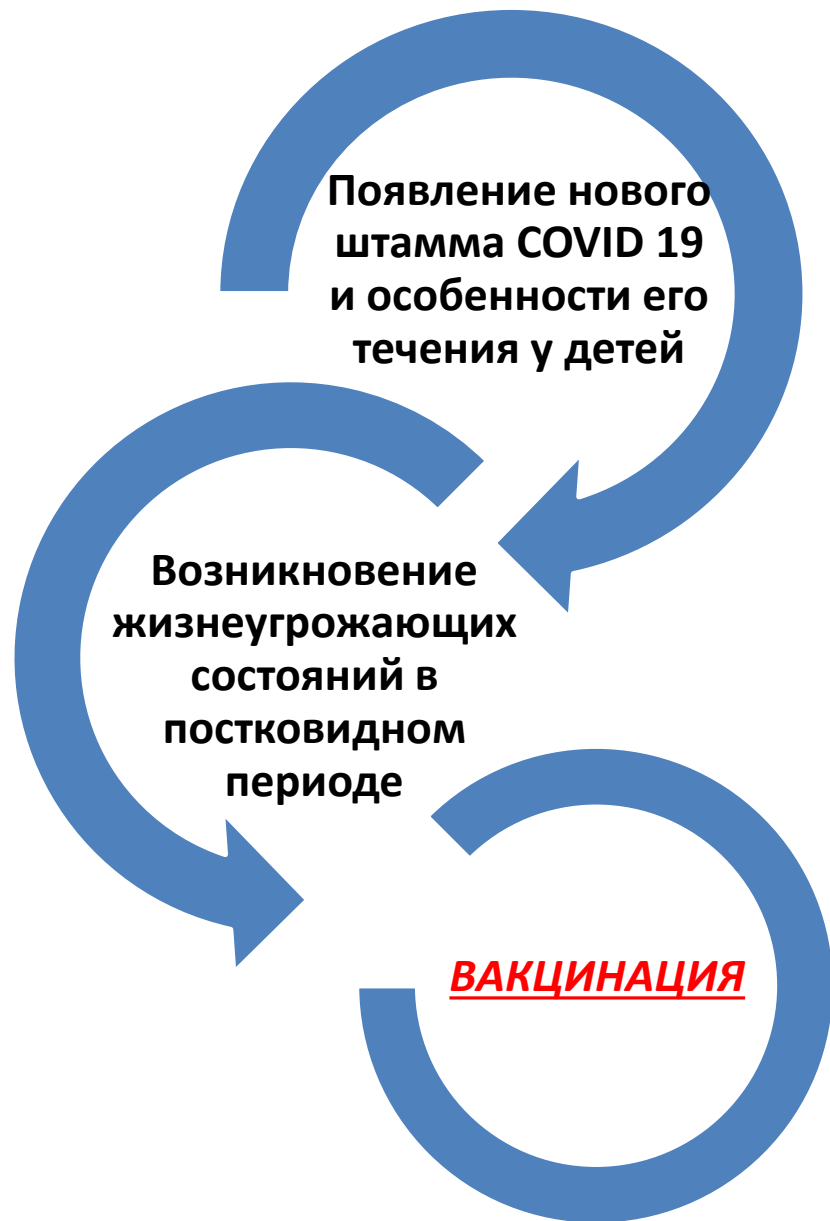 Появление нового
штамма COVID 19
и особенности его
течения у детей
Возникновение
жизнеугрожающих
состояний в
постковидном
периоде
ВАКЦИНАЦИЯ